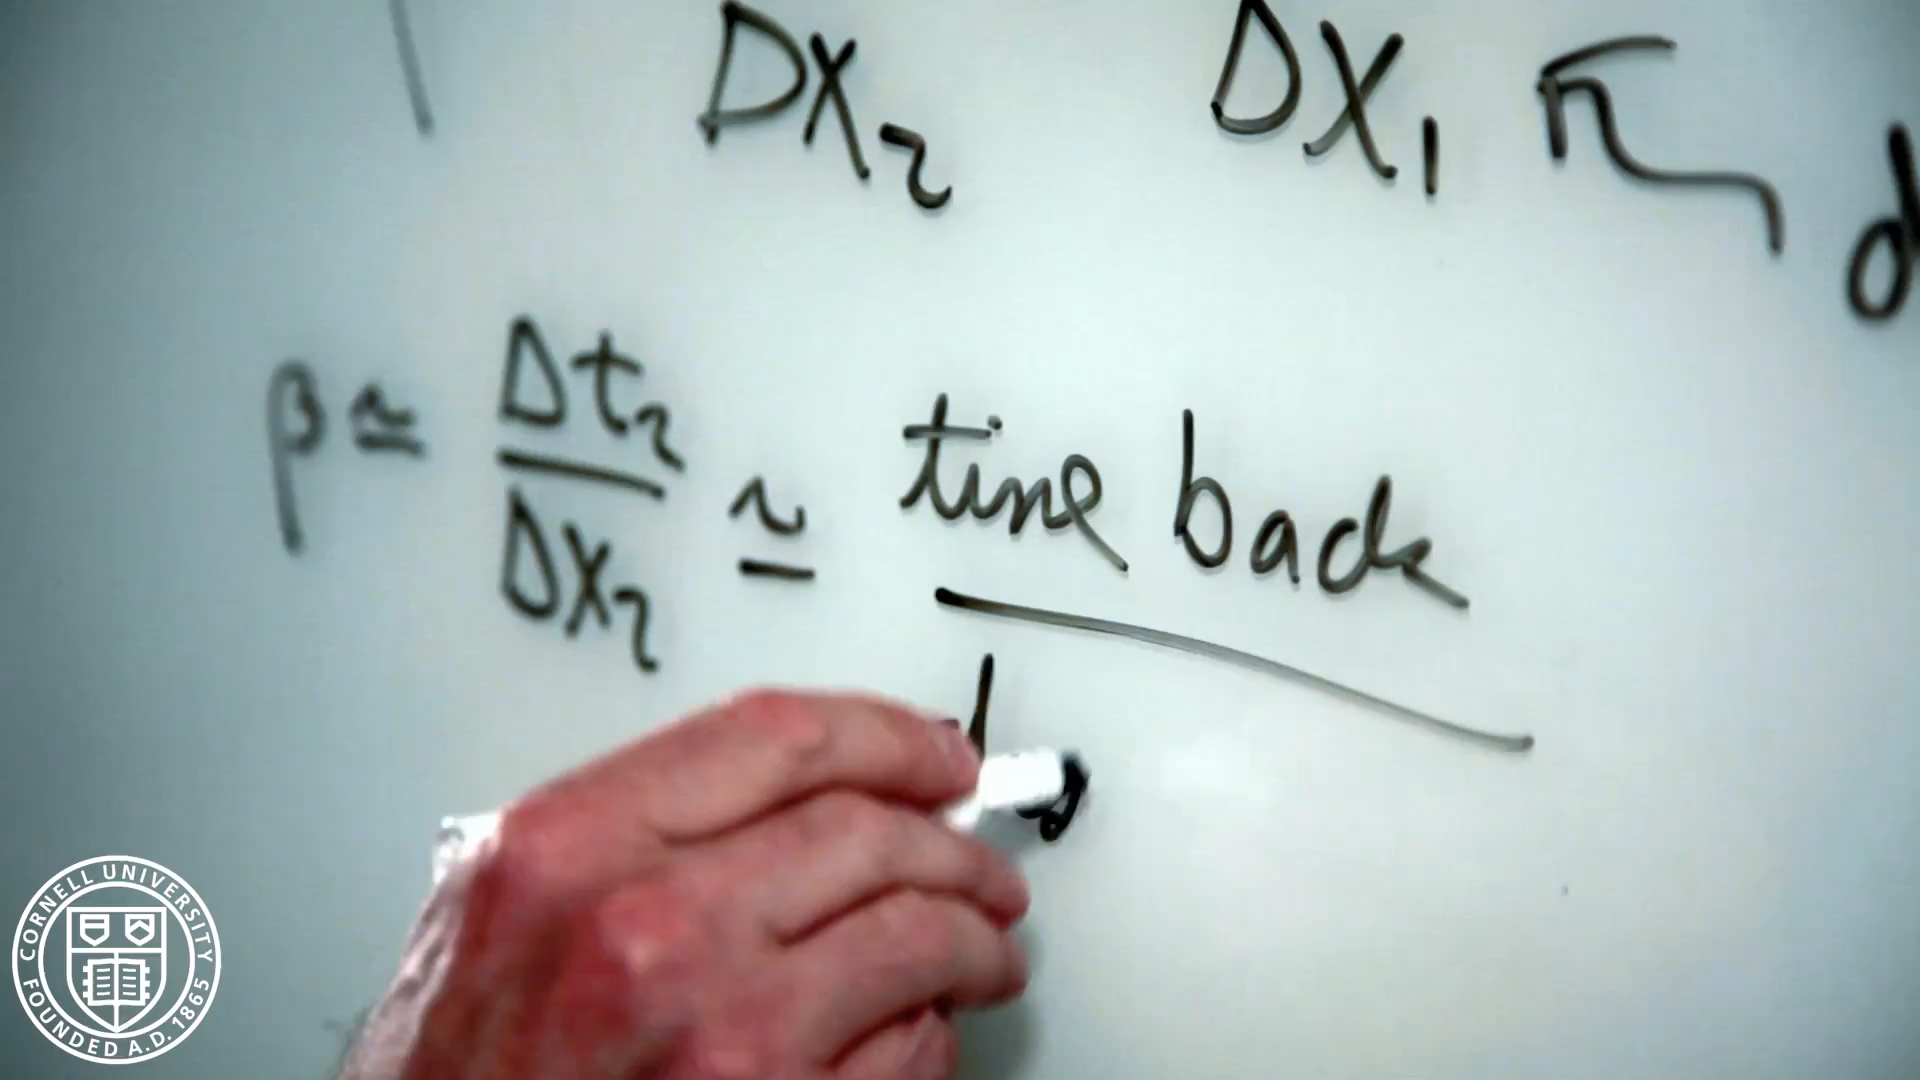 Δx₂ Δx₁
β ≃ Δt₂ ≃ time back
Δx₂
d
CORNELL UNIVERSITY
FOUNDED A.D. 1865